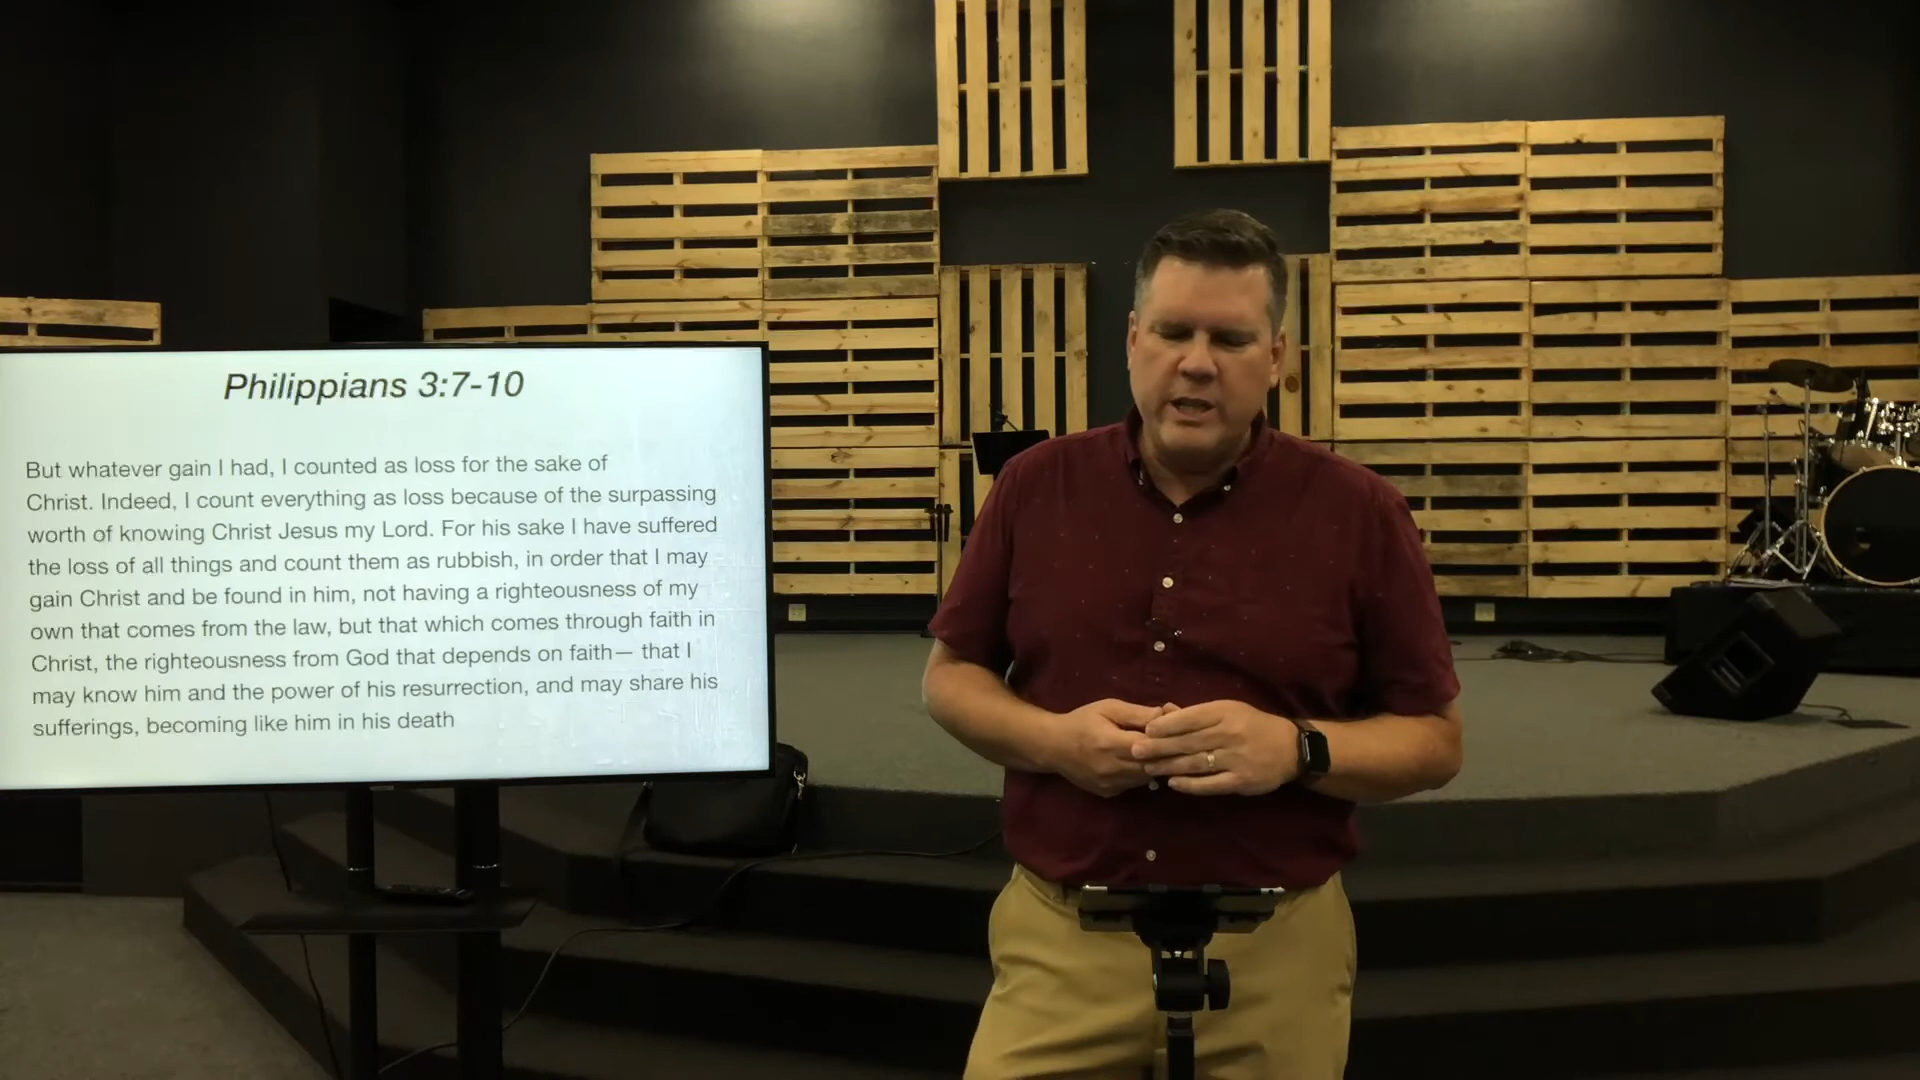 Philippians 3:7-10
But whatever gain I had, I counted as loss for the sake of
Christ. Indeed, I count everything as loss because of the surpassing
worth of knowing Christ Jesus my Lord. For his sake I have suffered
the loss of all things and count them as rubbish, in order that I may
gain Christ and be found in him, not having a righteousness of my
own that comes from the law, but that which comes through faith in
Christ, the righteousness from God that depends on faith— that I
may know him and the power of his resurrection, and may share his
sufferings, becoming like him in his death